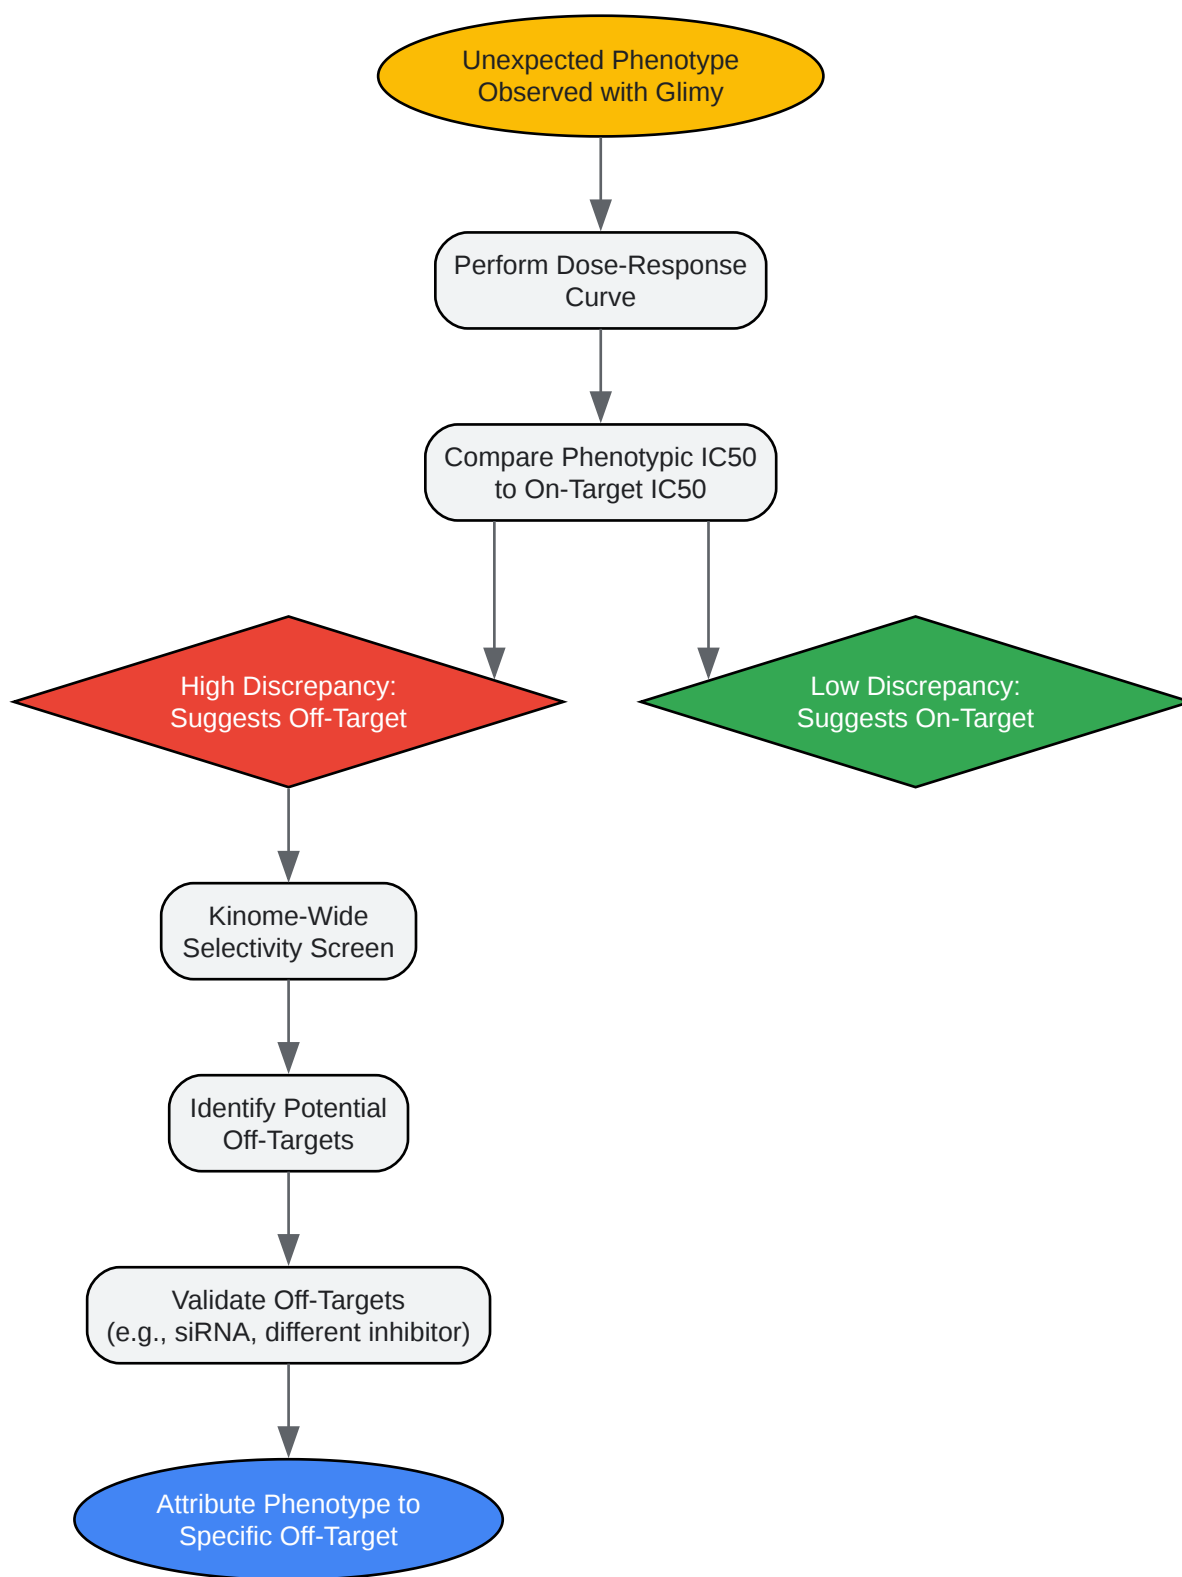 Unexpected Phenotype
Observed with Glimy
Perform Dose-Response
Curve
Compare Phenotypic IC50
to On-Target IC50
High Discrepancy:
Suggests Off-Target
Low Discrepancy:
Suggests On-Target
Kinome-Wide
Selectivity Screen
Identify Potential
Off-Targets
Validate Off-Targets
(e.g., siRNA, different inhibitor)
Attribute Phenotype to
Specific Off-Target